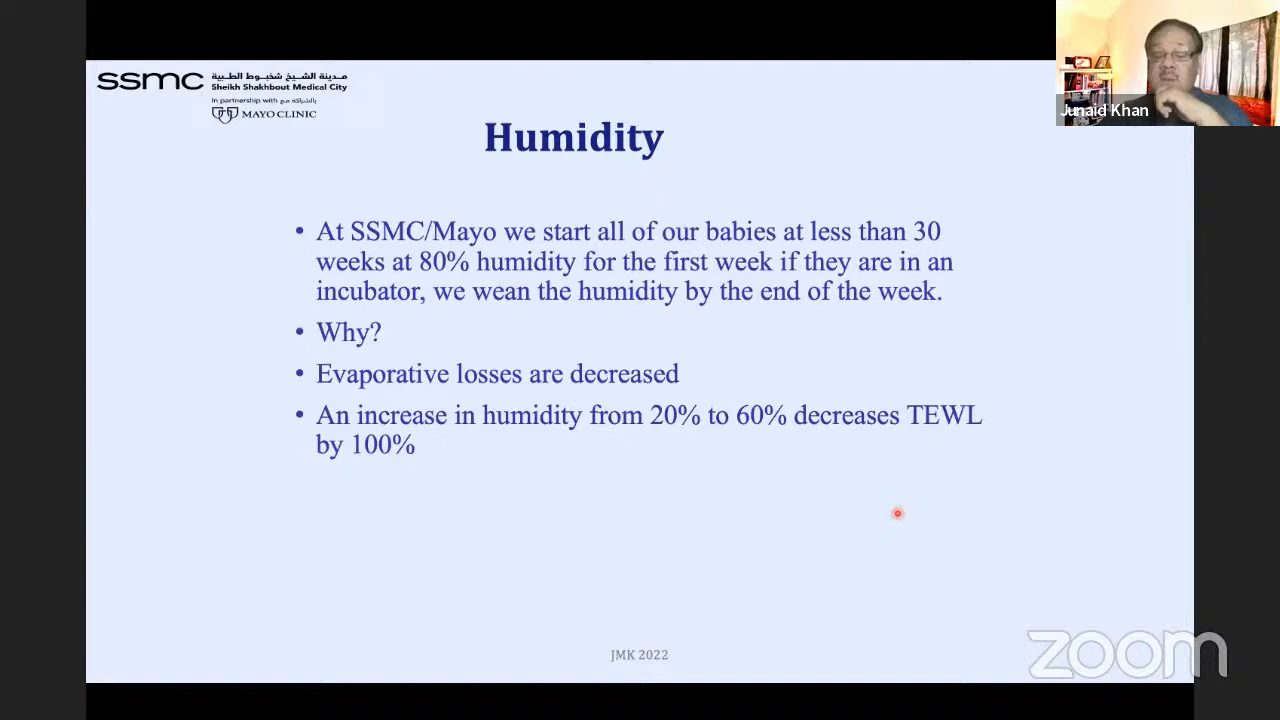 SSMC
مدينة الشيخ شخبوط الطبية
Sheikh Shakhbout Medical City
In partnership with بالشراكة مع
MAYO CLINIC
Junaid Khan
Humidity
• At SSMC/Mayo we start all of our babies at less than 30
weeks at 80% humidity for the first week if they are in an
incubator, we wean the humidity by the end of the week.
• Why?
• Evaporative losses are decreased
• An increase in humidity from 20% to 60% decreases TEWL
by 100%
JMK 2022
zoom